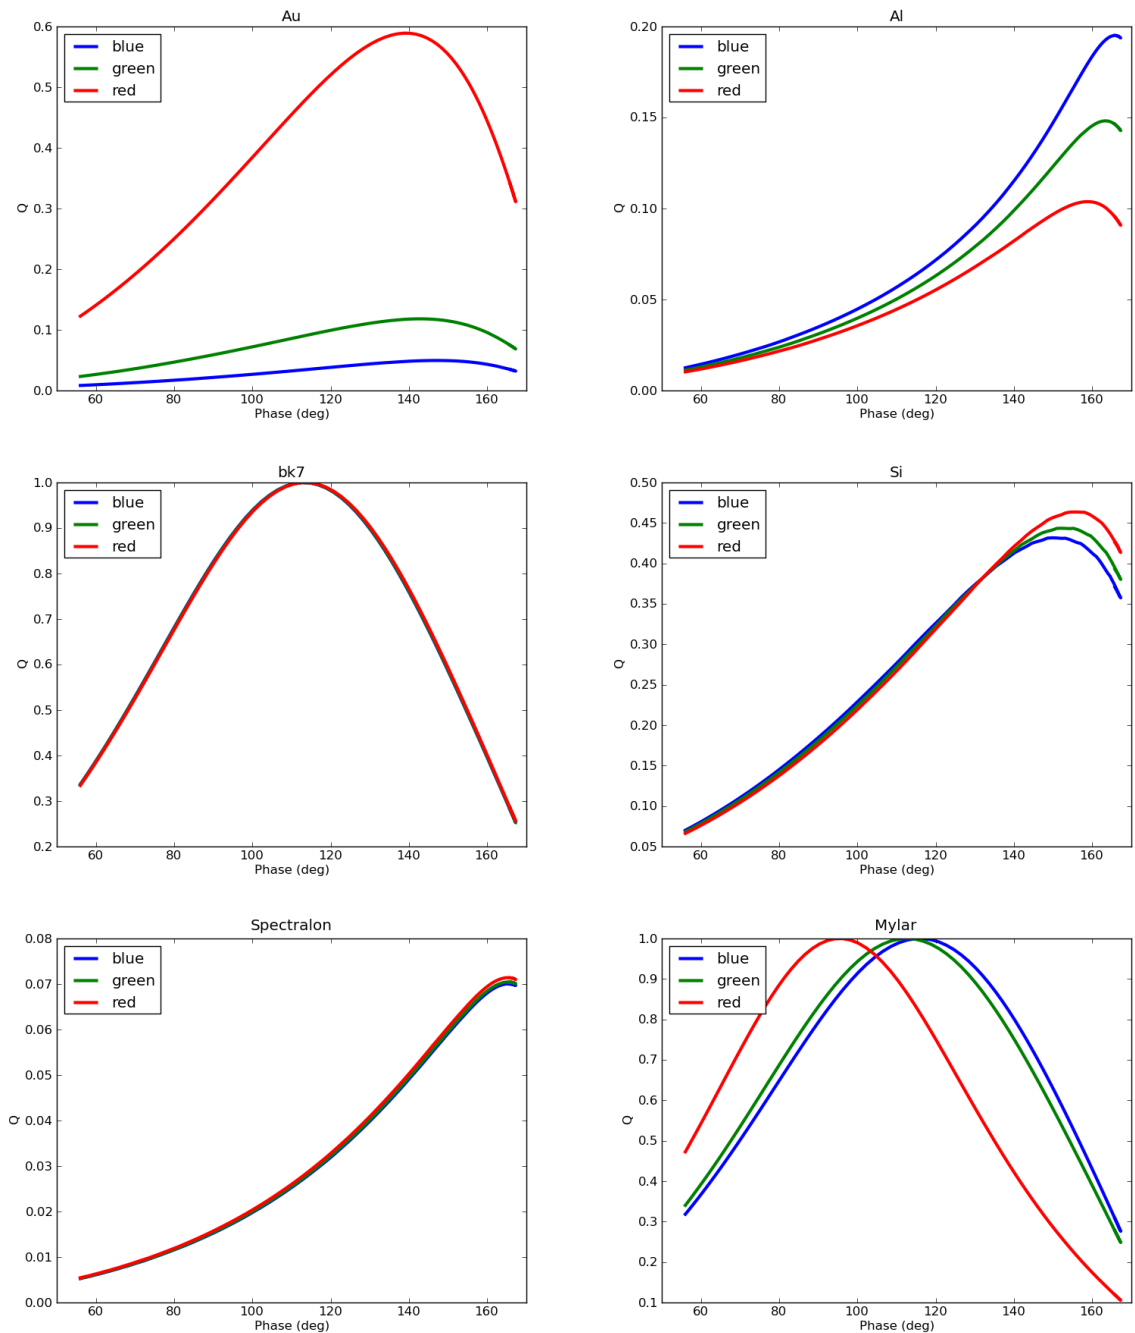 Au
0.6
0.5
0.4
0.3
0.2
0.1
0.0
Q
blue
green
red
60 80 100 120 140 160
Phase (deg)
Al
0.20
0.15
0.10
0.05
0.00
Q
blue
green
red
60 80 100 120 140 160
Phase (deg)
bk7
1.0
0.9
0.8
0.7
0.6
0.5
0.4
0.3
0.2
Q
blue
green
red
60 80 100 120 140 160
Phase (deg)
Si
0.50
0.45
0.40
0.35
0.30
0.25
0.20
0.15
0.10
0.05
Q
blue
green
red
60 80 100 120 140 160
Phase (deg)
Spectralon
0.08
0.07
0.06
0.05
0.04
0.03
0.02
0.01
0.00
Q
blue
green
red
60 80 100 120 140 160
Phase (deg)
Mylar
1.0
0.9
0.8
0.7
0.6
0.5
0.4
0.3
0.2
0.1
Q
blue
green
red
60 80 100 120 140 160
Phase (deg)